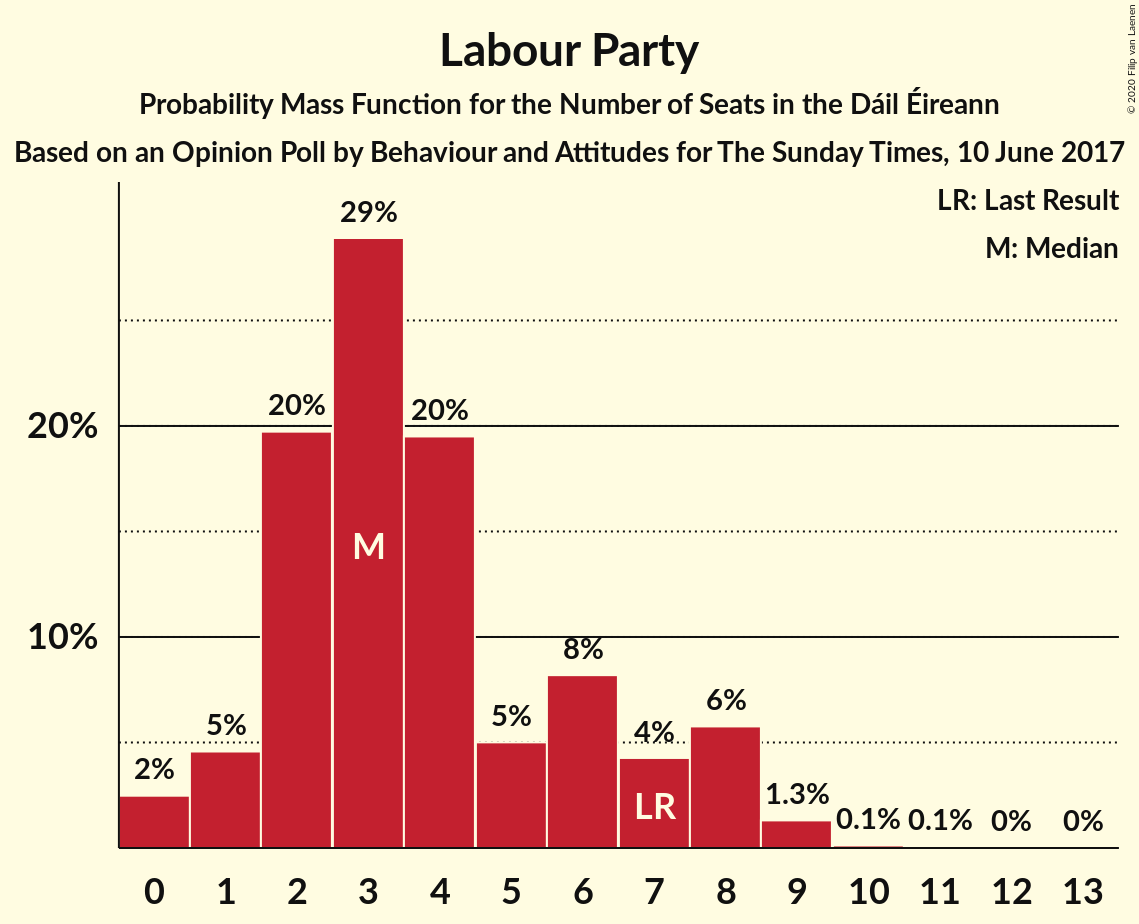 © 2020 Filip van Laenen
Labour Party
Probability Mass Function for the Number of Seats in the Dáil Éireann
Based on an Opinion Poll by Behaviour and Attitudes for The Sunday Times, 10 June 2017
LR: Last Result
M: Median
29%
20%
20%
20%
M
10%
8%
6%
5%
5%
4%
2%
LR
1.3%
0.1%
0.1%
0%
0%
0 1 2 3 4 5 6 7 8 9 10 11 12 13